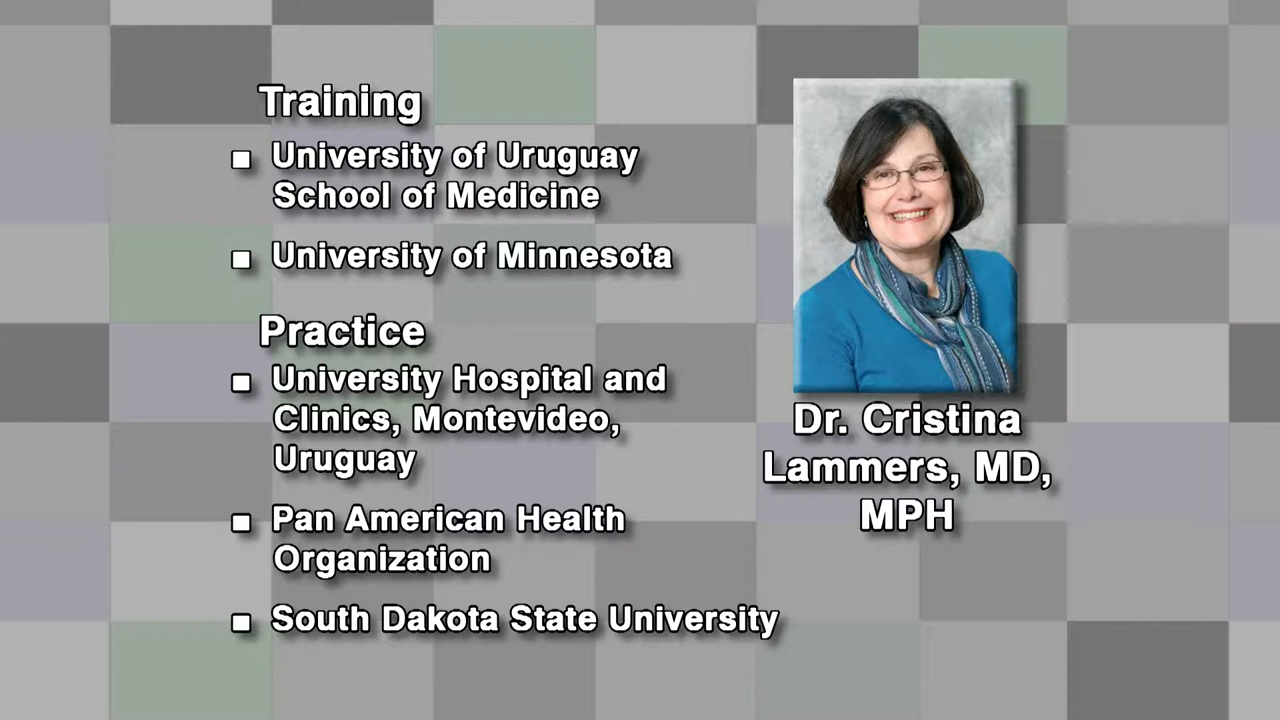 Training
University of Uruguay
School of Medicine
University of Minnesota
Practice
University Hospital and
Clinics, Montevideo,
Uruguay
Pan American Health
Organization
South Dakota State University
Dr. Cristina
Lammers, MD,
MPH